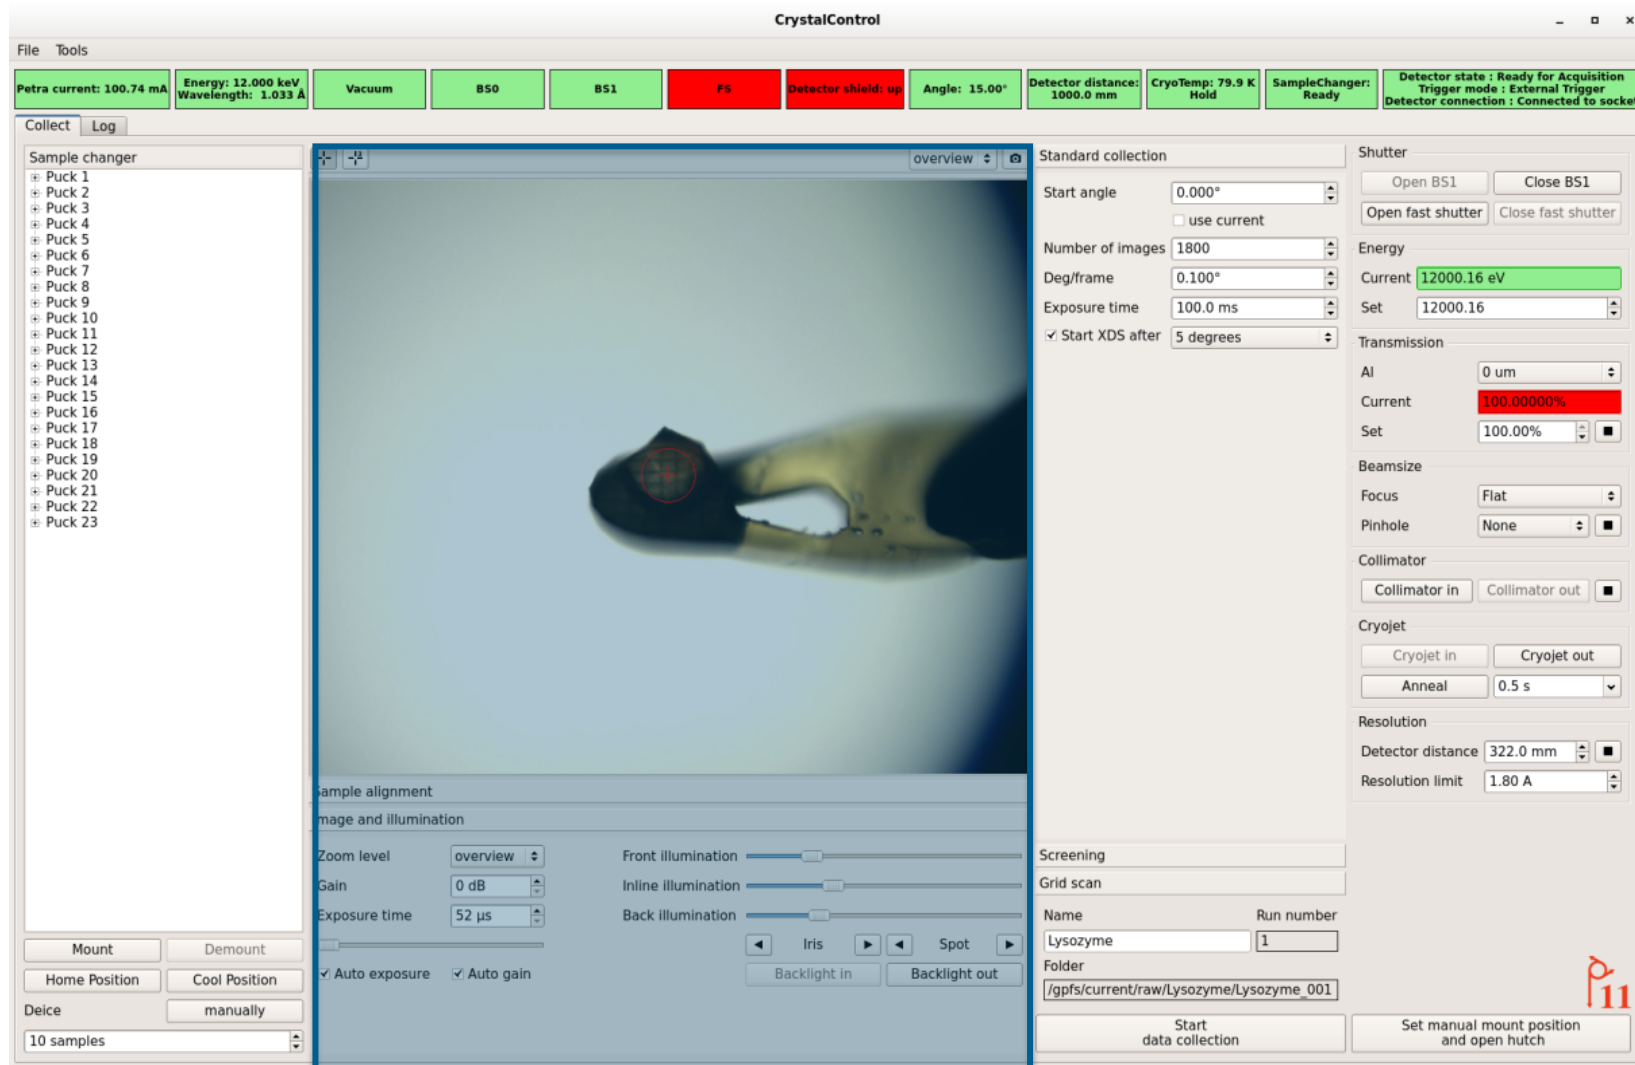 CrystalControl
File Tools
Petra current: 100.74 mA
Energy: 12.000 keV
Wavelength: 1.033 Å
Vacuum
BS0
BS1
FS
Detector shield: up
Angle: 15.00°
Detector distance:
1000.0 mm
CryoTemp: 79.9 K
Hold
SampleChanger:
Ready
Detector state : Ready for Acquisition
Trigger mode : External Trigger
Detector connection : Connected to socket
Collect Log
Sample changer
Puck 1
Puck 2
Puck 3
Puck 4
Puck 5
Puck 6
Puck 7
Puck 8
Puck 9
Puck 10
Puck 11
Puck 12
Puck 13
Puck 14
Puck 15
Puck 16
Puck 17
Puck 18
Puck 19
Puck 20
Puck 21
Puck 22
Puck 23
Mount Demount
Home Position Cool Position
Deice manually
10 samples
overview
Sample alignment
mage and illumination
Zoom level overview
Gain 0 dB
Exposure time 52 µs
Auto exposure Auto gain
Front illumination
Inline illumination
Back illumination
Iris Spot
Backlight in Backlight out
Standard collection
Start angle 0.000°
use current
Number of images 1800
Deg/frame 0.100°
Exposure time 100.0 ms
Start XDS after 5 degrees
Screening
Grid scan
Name Run number
Lysozyme 1
Folder
/gpfs/current/raw/Lysozyme/Lysozyme_001
Start
data collection
Shutter
Open BS1 Close BS1
Open fast shutter Close fast shutter
Energy
Current 12000.16 eV
Set 12000.16
Transmission
Al 0 um
Current 100.00000%
Set 100.00%
Beamsize
Focus Flat
Pinhole None
Collimator
Collimator in Collimator out
Cryojet
Cryojet in Cryojet out
Anneal 0.5 s
Resolution
Detector distance 322.0 mm
Resolution limit 1.80 A
P11
Set manual mount position
and open hutch